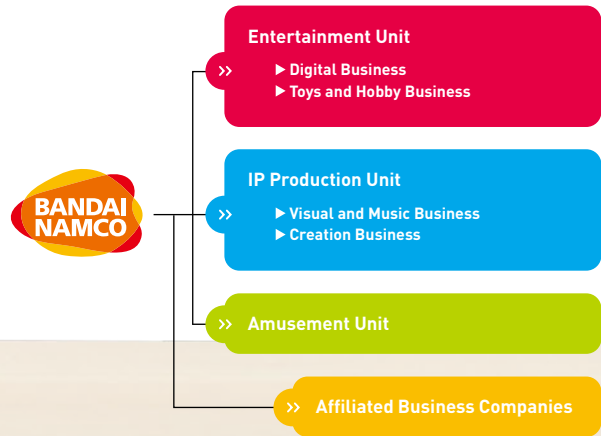 BANDAI
NAMCO
Entertainment Unit
▶ Digital Business
▶ Toys and Hobby Business
IP Production Unit
▶ Visual and Music Business
▶ Creation Business
Amusement Unit
Affiliated Business Companies